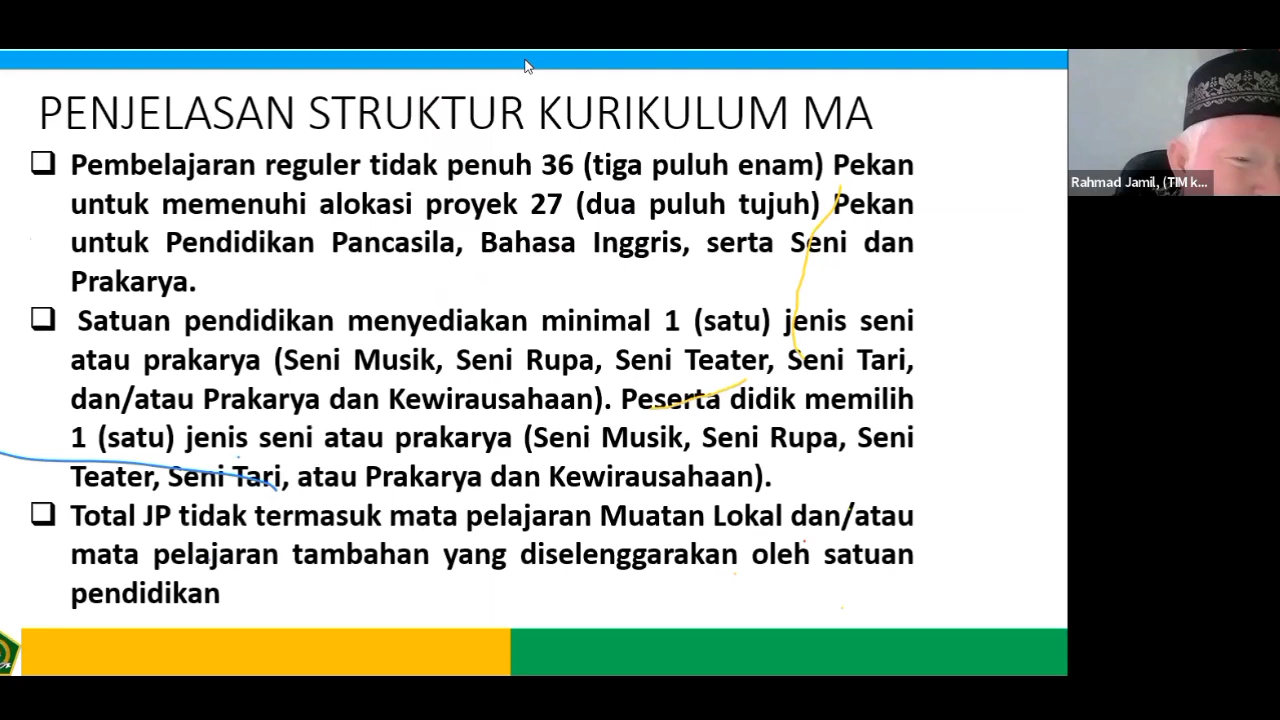 PENJELASAN STRUKTUR KURIKULUM MA
❑ Pembelajaran reguler tidak penuh 36 (tiga puluh enam) Pekan
untuk memenuhi alokasi proyek 27 (dua puluh tujuh) Pekan
untuk Pendidikan Pancasila, Bahasa Inggris, serta Seni dan
Prakarya.
❑ Satuan pendidikan menyediakan minimal 1 (satu) jenis seni
atau prakarya (Seni Musik, Seni Rupa, Seni Teater, Seni Tari,
dan/atau Prakarya dan Kewirausahaan). Peserta didik memilih
1 (satu) jenis seni atau prakarya (Seni Musik, Seni Rupa, Seni
Teater, Seni Tari, atau Prakarya dan Kewirausahaan).
❑ Total JP tidak termasuk mata pelajaran Muatan Lokal dan/atau
mata pelajaran tambahan yang diselenggarakan oleh satuan
pendidikan
Rahmad Jamil, (TIM k...